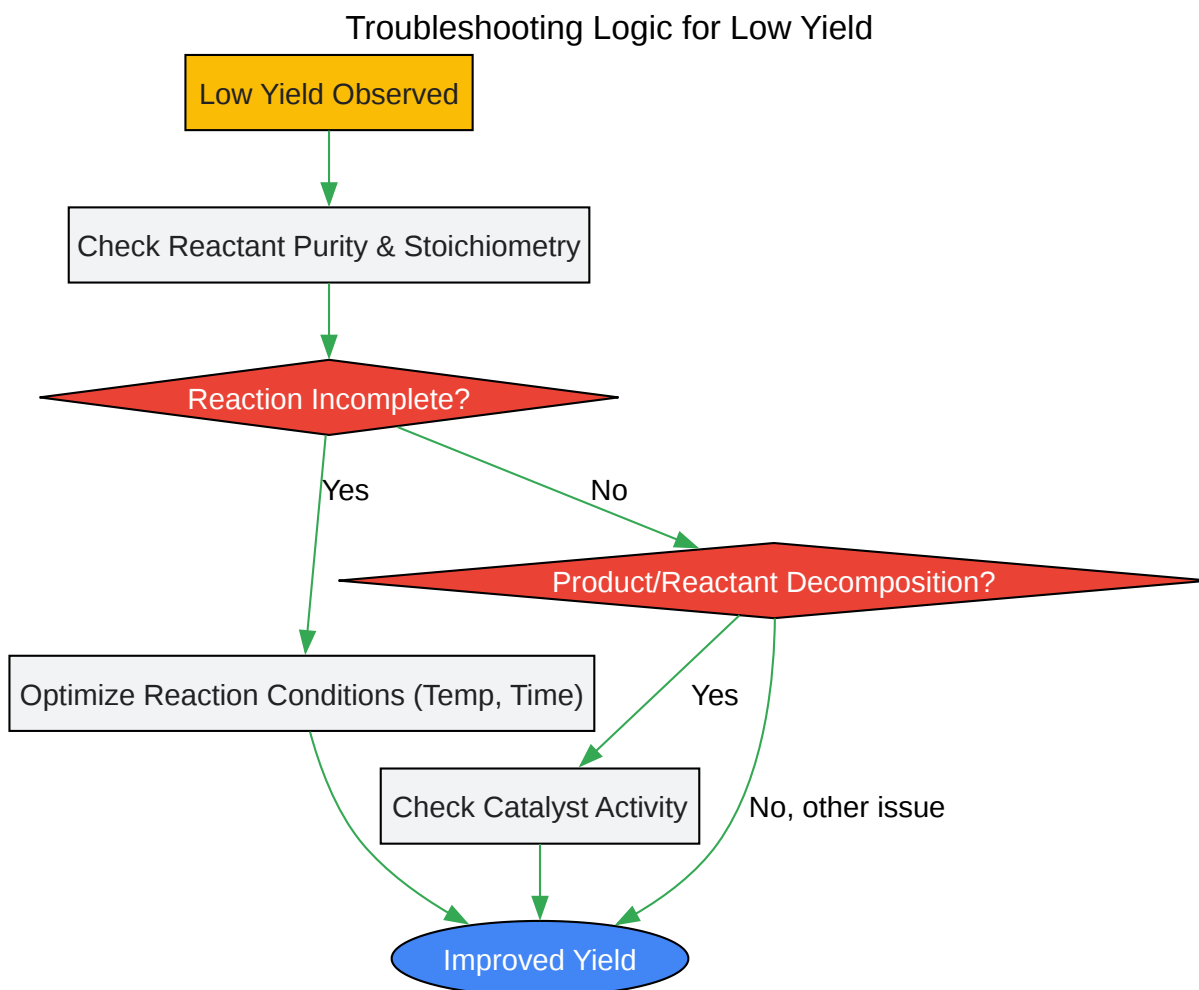 Troubleshooting Logic for Low Yield
Low Yield Observed
Check Reactant Purity & Stoichiometry
Reaction Incomplete?
Yes
No
Product/Reactant Decomposition?
Optimize Reaction Conditions (Temp, Time)
Yes
Check Catalyst Activity
No, other issue
Improved Yield